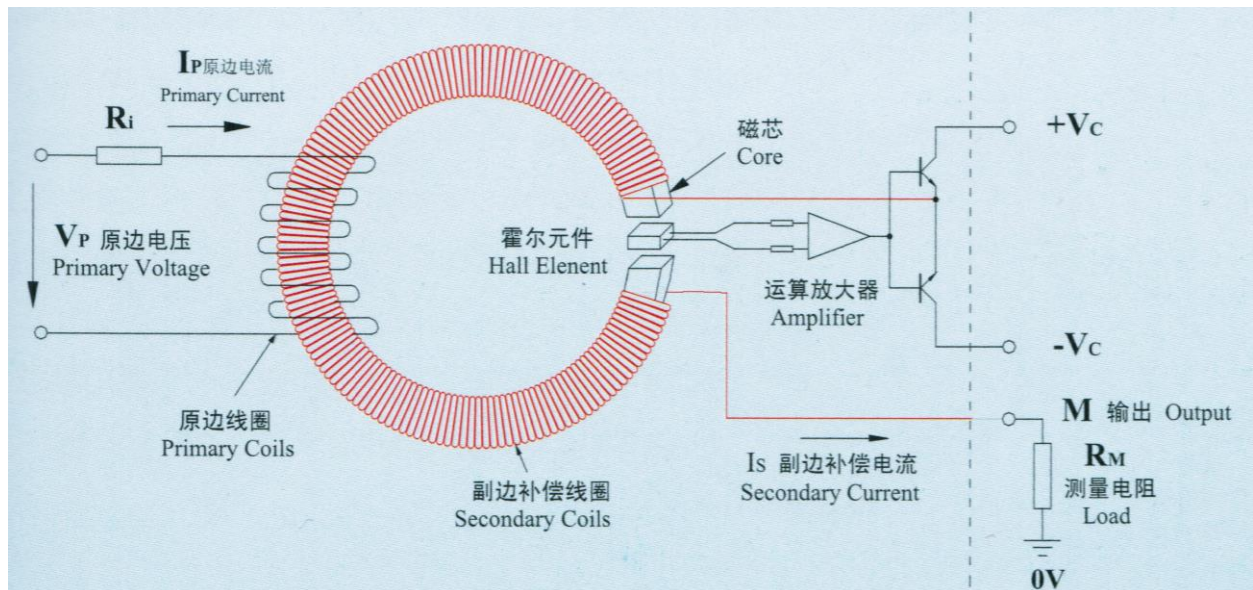 IP原边电流
Primary Current
Ri
VP 原边电压
Primary Voltage
原边线圈
Primary Coils
磁芯
Core
霍尔元件
Hall Elenent
运算放大器
Amplifier
副边补偿线圈
Secondary Coils
IS 副边补偿电流
Secondary Current
+VC
-VC
M 输出 Output
RM
测量电阻
Load
0V